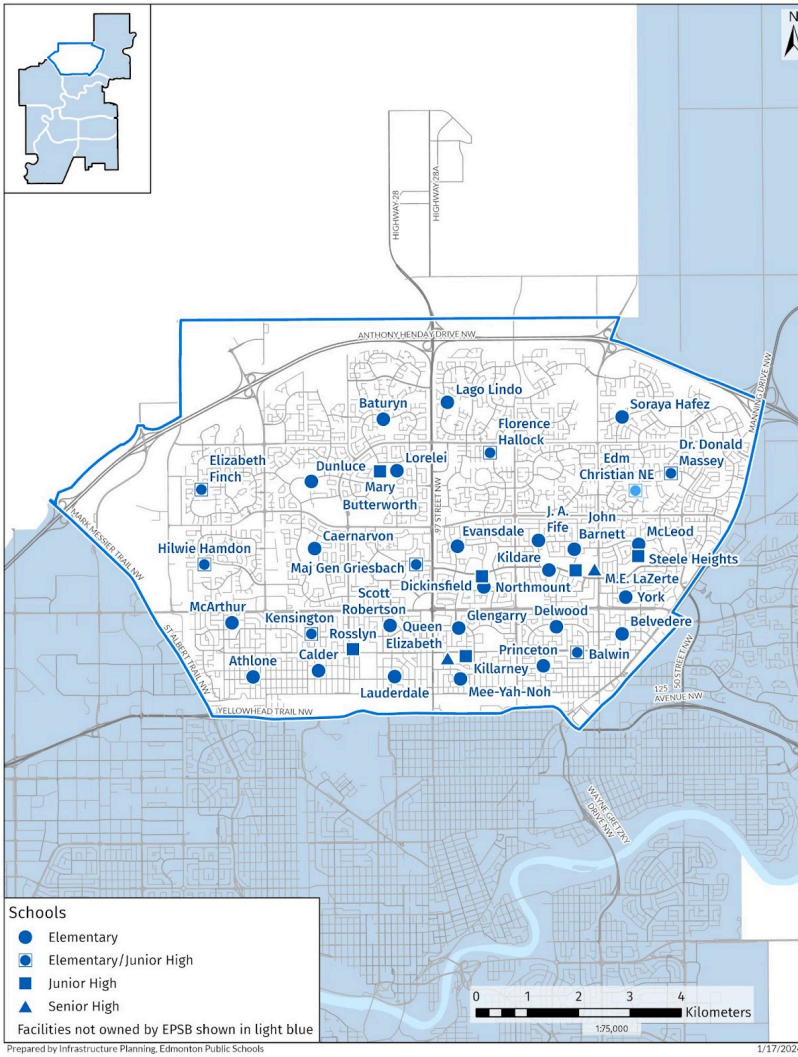 N
HIGHWAY 28
HIGHWAY 28A
ANTHONY HENDAY DRIVE NW
MANNING DRIVE NW
Lago Lindo
Baturyn
Soraya Hafez
Florence
Hallock
Dr. Donald
Massey
Edm
Christian NE
Elizabeth
Finch
Dunluce
Lorelei
Mary
Butterworth
97 STREET NW
MARK MESSIER TRAIL NW
J. A.
Fife
John
Barnett
Evansdale
McLeod
Caernarvon
Hilwie Hamdon
Kildare
Steele Heights
Maj Gen Griesbach
Dickinsfield
Northmount
M.E. LaZerte
York
Scott
Robertson
McArthur
Kensington
Queen
Elizabeth
Glengarry
Delwood
Belvedere
Rosslyn
ST ALBERT TRAIL NW
Athlone
Calder
Princeton
Balwin
Killarney
Lauderdale
Mee-Yah-Noh
50 STREET NW
125
AVENUE NW
YELLOWHEAD TRAIL NW
WAYNE GRETZKY
DRIVE NW
Schools
Elementary
Elementary/Junior High
Junior High
Senior High
Facilities not owned by EPSB shown in light blue
0 1 2 3 4
Kilometers
1:75,000
Prepared by Infrastructure Planning, Edmonton Public Schools